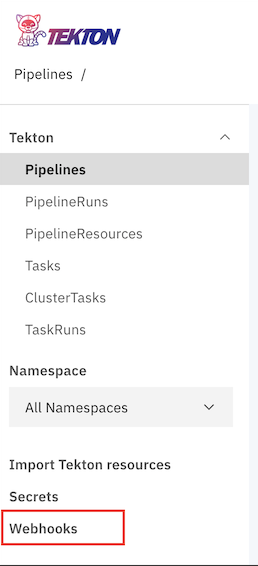 TEKTON
Pipelines /
Tekton
Pipelines
PipelineRuns
PipelineResources
Tasks
ClusterTasks
TaskRuns
Namespace
All Namespaces
Import Tekton resources
Secrets
Webhooks